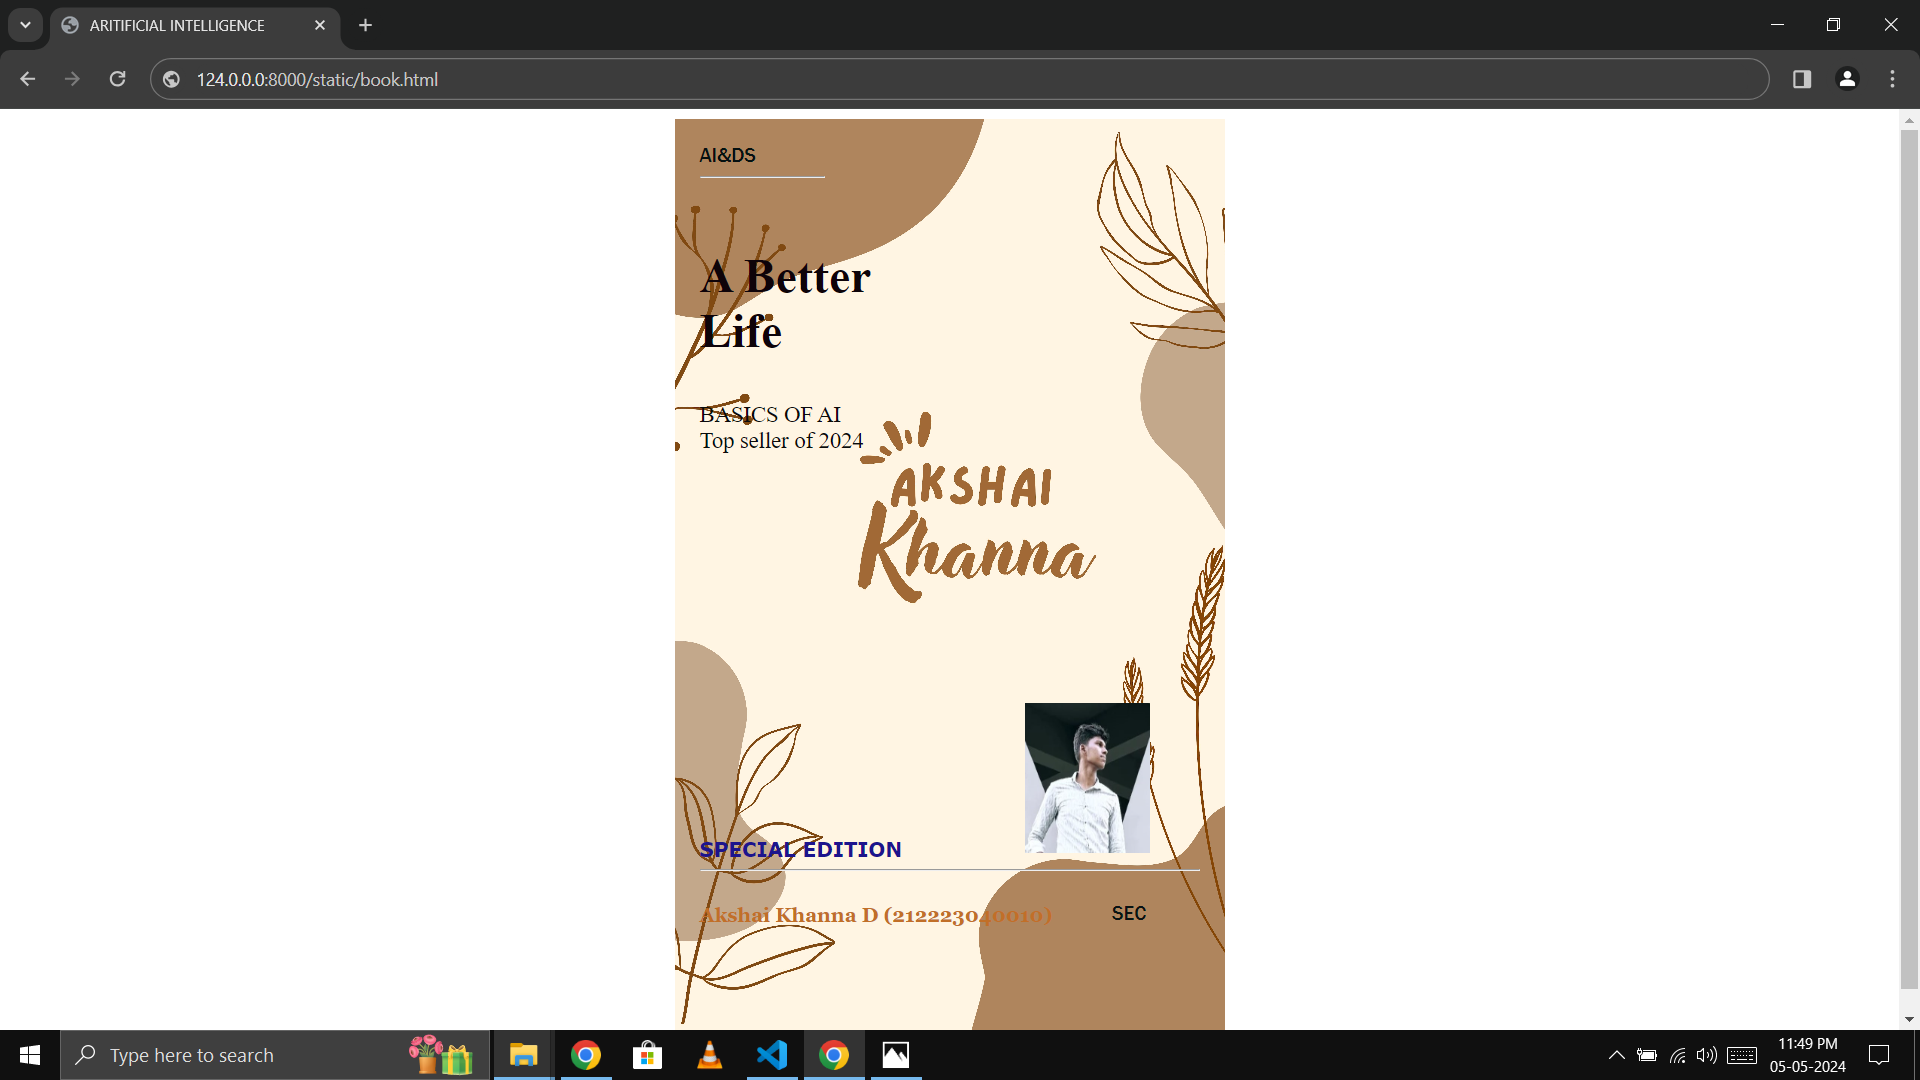 ARITIFICIAL INTELLIGENCE
124.0.0.0:8000/static/book.html
AI&DS
A Better
Life
BASICS OF AI
Top seller of 2024
AKSHAI
Khanna
SPECIAL EDITION
Akshai Khanna D (212223040010)
SEC
Type here to search
11:49 PM
05-05-2024